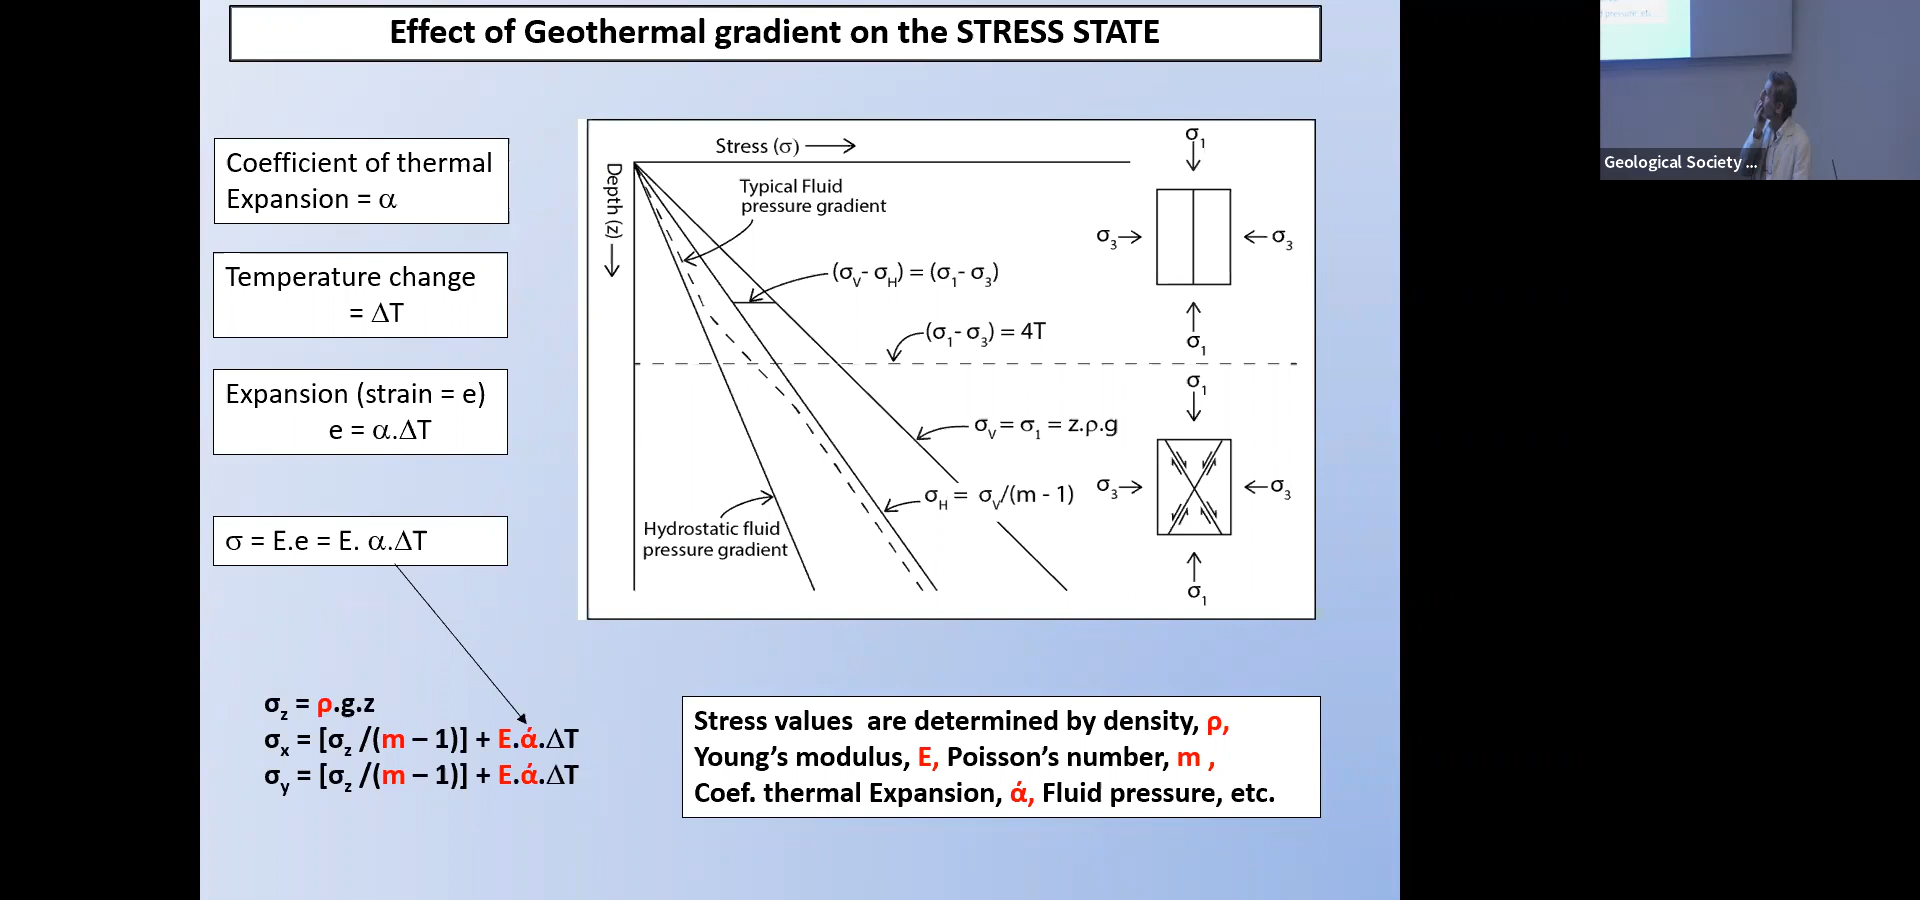 Effect of Geothermal gradient on the STRESS STATE
Coefficient of thermal
Expansion = α
Temperature change
= ΔT
Expansion (strain = e)
e = α.ΔT
σ = E.e = E. α.ΔT
σz = ρ.g.z
σx = [σz /(m – 1)] + E.ά.ΔT
σy = [σz /(m – 1)] + E.ά.ΔT
Stress (σ)
Depth (z)
Typical Fluid
pressure gradient
(σV - σH) = (σ1 - σ3)
(σ1 - σ3) = 4T
σV = σ1 = z.ρ.g
σH = σV/(m - 1)
Hydrostatic fluid
pressure gradient
σ1
σ3
σ3
σ1
σ1
σ3
σ3
σ1
Stress values are determined by density, ρ,
Young's modulus, E, Poisson's number, m ,
Coef. thermal Expansion, ά, Fluid pressure, etc.
Geological Society ...